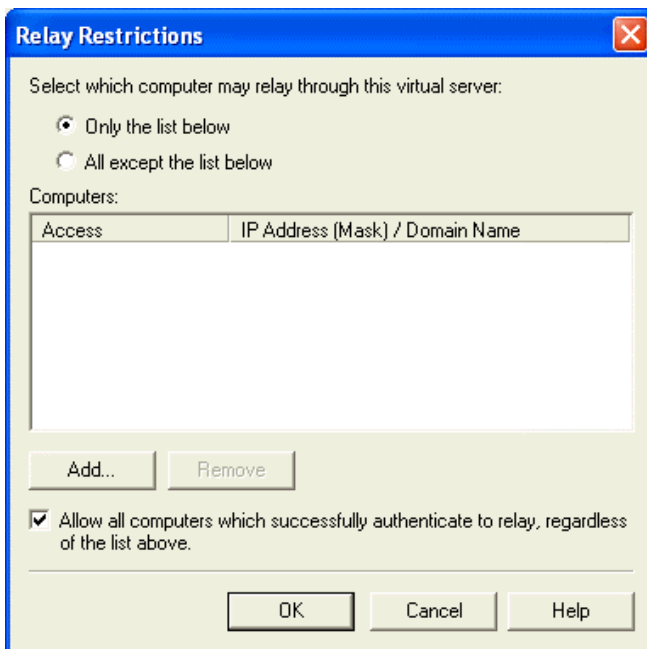 Relay Restrictions
Select which computer may relay through this virtual server:
Only the list below
All except the list below
Computers:
Access IP Address (Mask) / Domain Name
Add... Remove
Allow all computers which successfully authenticate to relay, regardless
of the list above.
OK Cancel Help